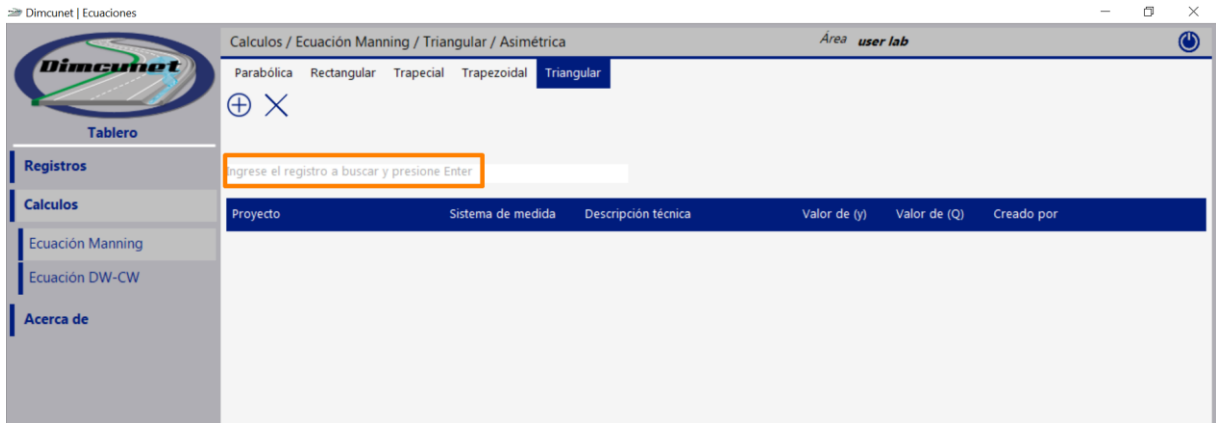 Dimcunet | Ecuaciones
Calculos / Ecuación Manning / Triangular / Asimétrica
Área user lab
Dimcunet
Tablero
Registros
Calculos
Ecuación Manning
Ecuación DW-CW
Acerca de
Parabólica Rectangular Trapecial Trapezoidal Triangular
Ingrese el registro a buscar y presione Enter
Proyecto Sistema de medida Descripción técnica Valor de (y) Valor de (Q) Creado por